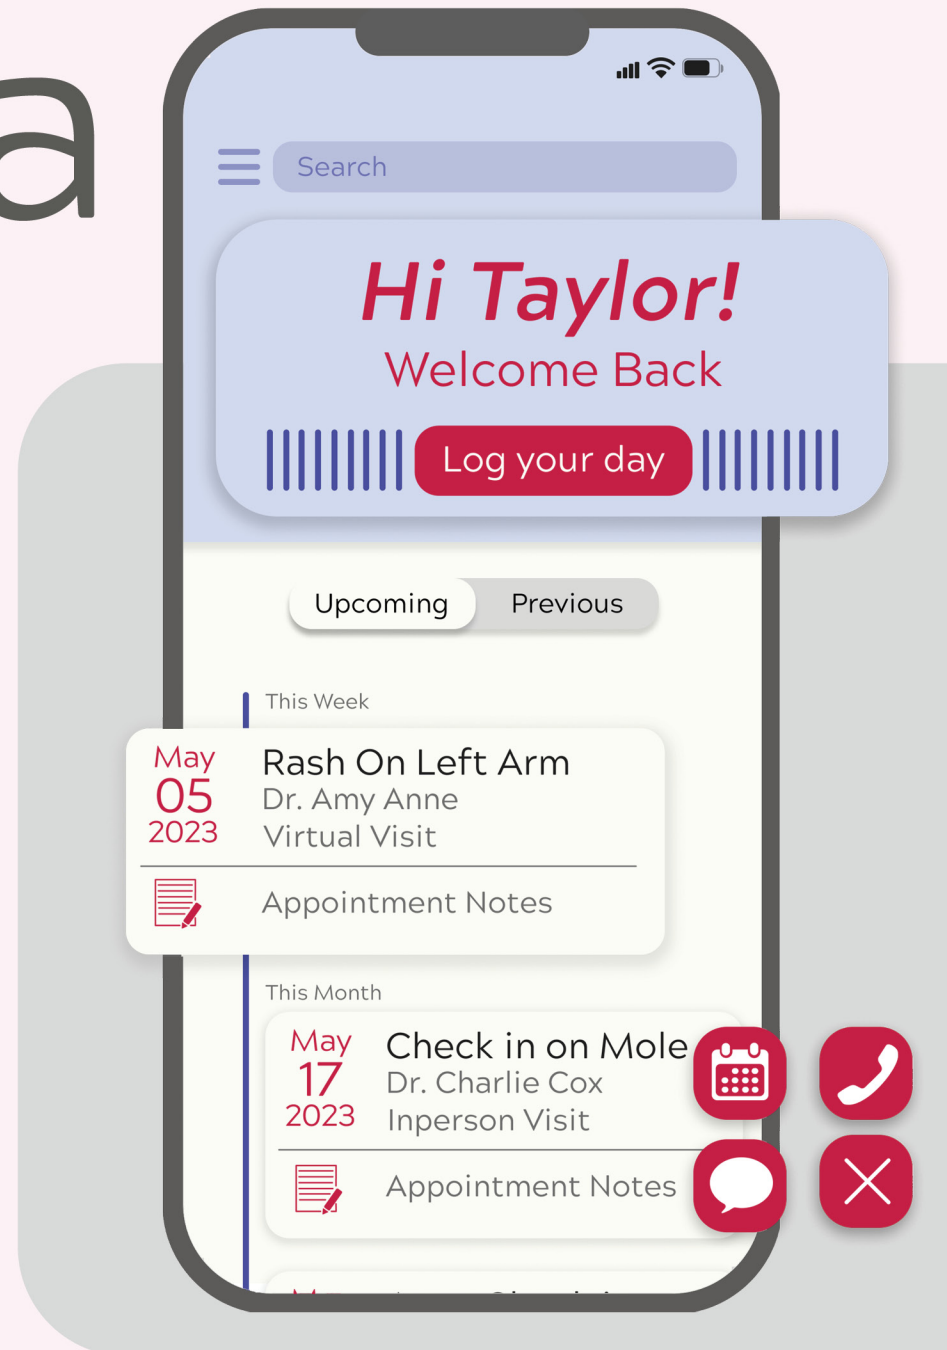 a
Search
Hi Taylor!
Welcome Back
Log your day
Upcoming Previous
This Week
May
05
2023
Rash On Left Arm
Dr. Amy Anne
Virtual Visit
Appointment Notes
This Month
May
17
2023
Check in on Mole
Dr. Charlie Cox
Inperson Visit
Appointment Notes